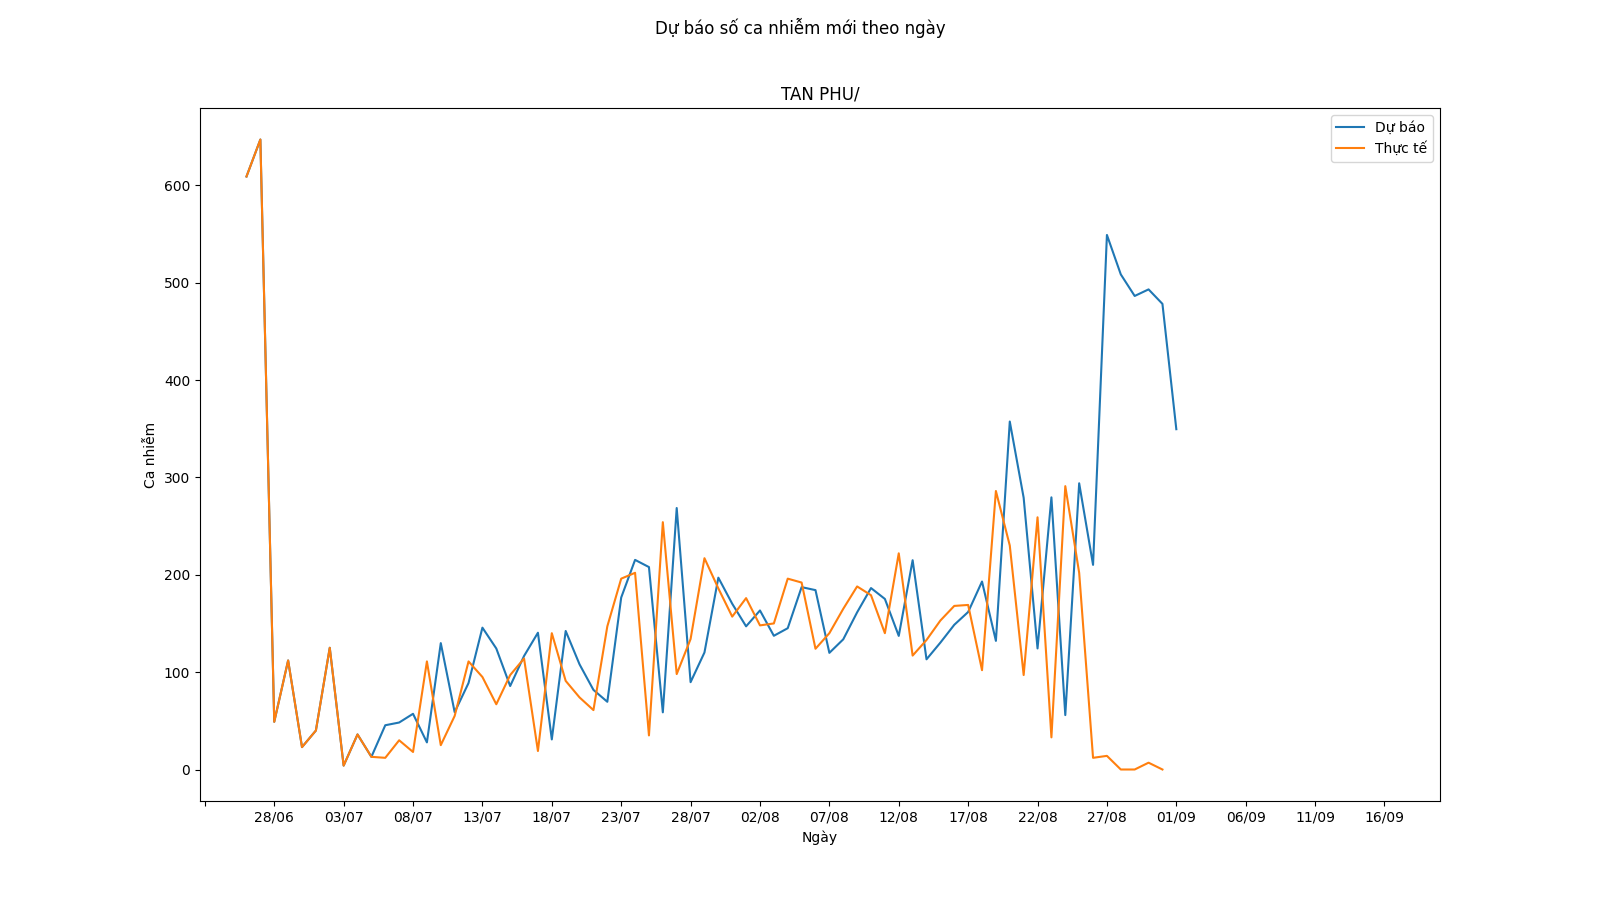 Dự báo số ca nhiễm mới theo ngày
TAN PHU/
Dự báo
Thực tế
600
500
400
300
200
100
0
Ca nhiễm
28/06 03/07 08/07 13/07 18/07 23/07 28/07 02/08 07/08 12/08 17/08 22/08 27/08 01/09 06/09 11/09 16/09
Ngày